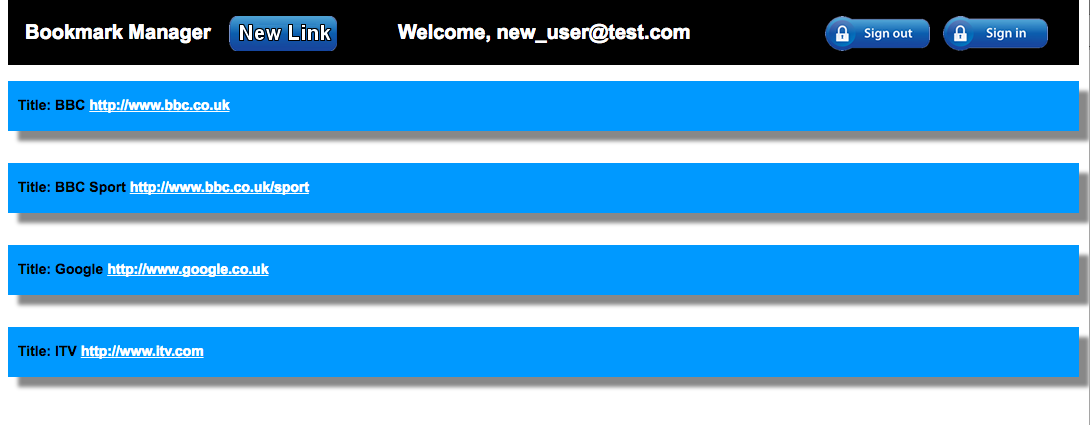 Bookmark Manager New Link Welcome, new_user@test.com Sign out Sign in
Title: BBC http://www.bbc.co.uk
Title: BBC Sport http://www.bbc.co.uk/sport
Title: Google http://www.google.co.uk
Title: ITV http://www.itv.com